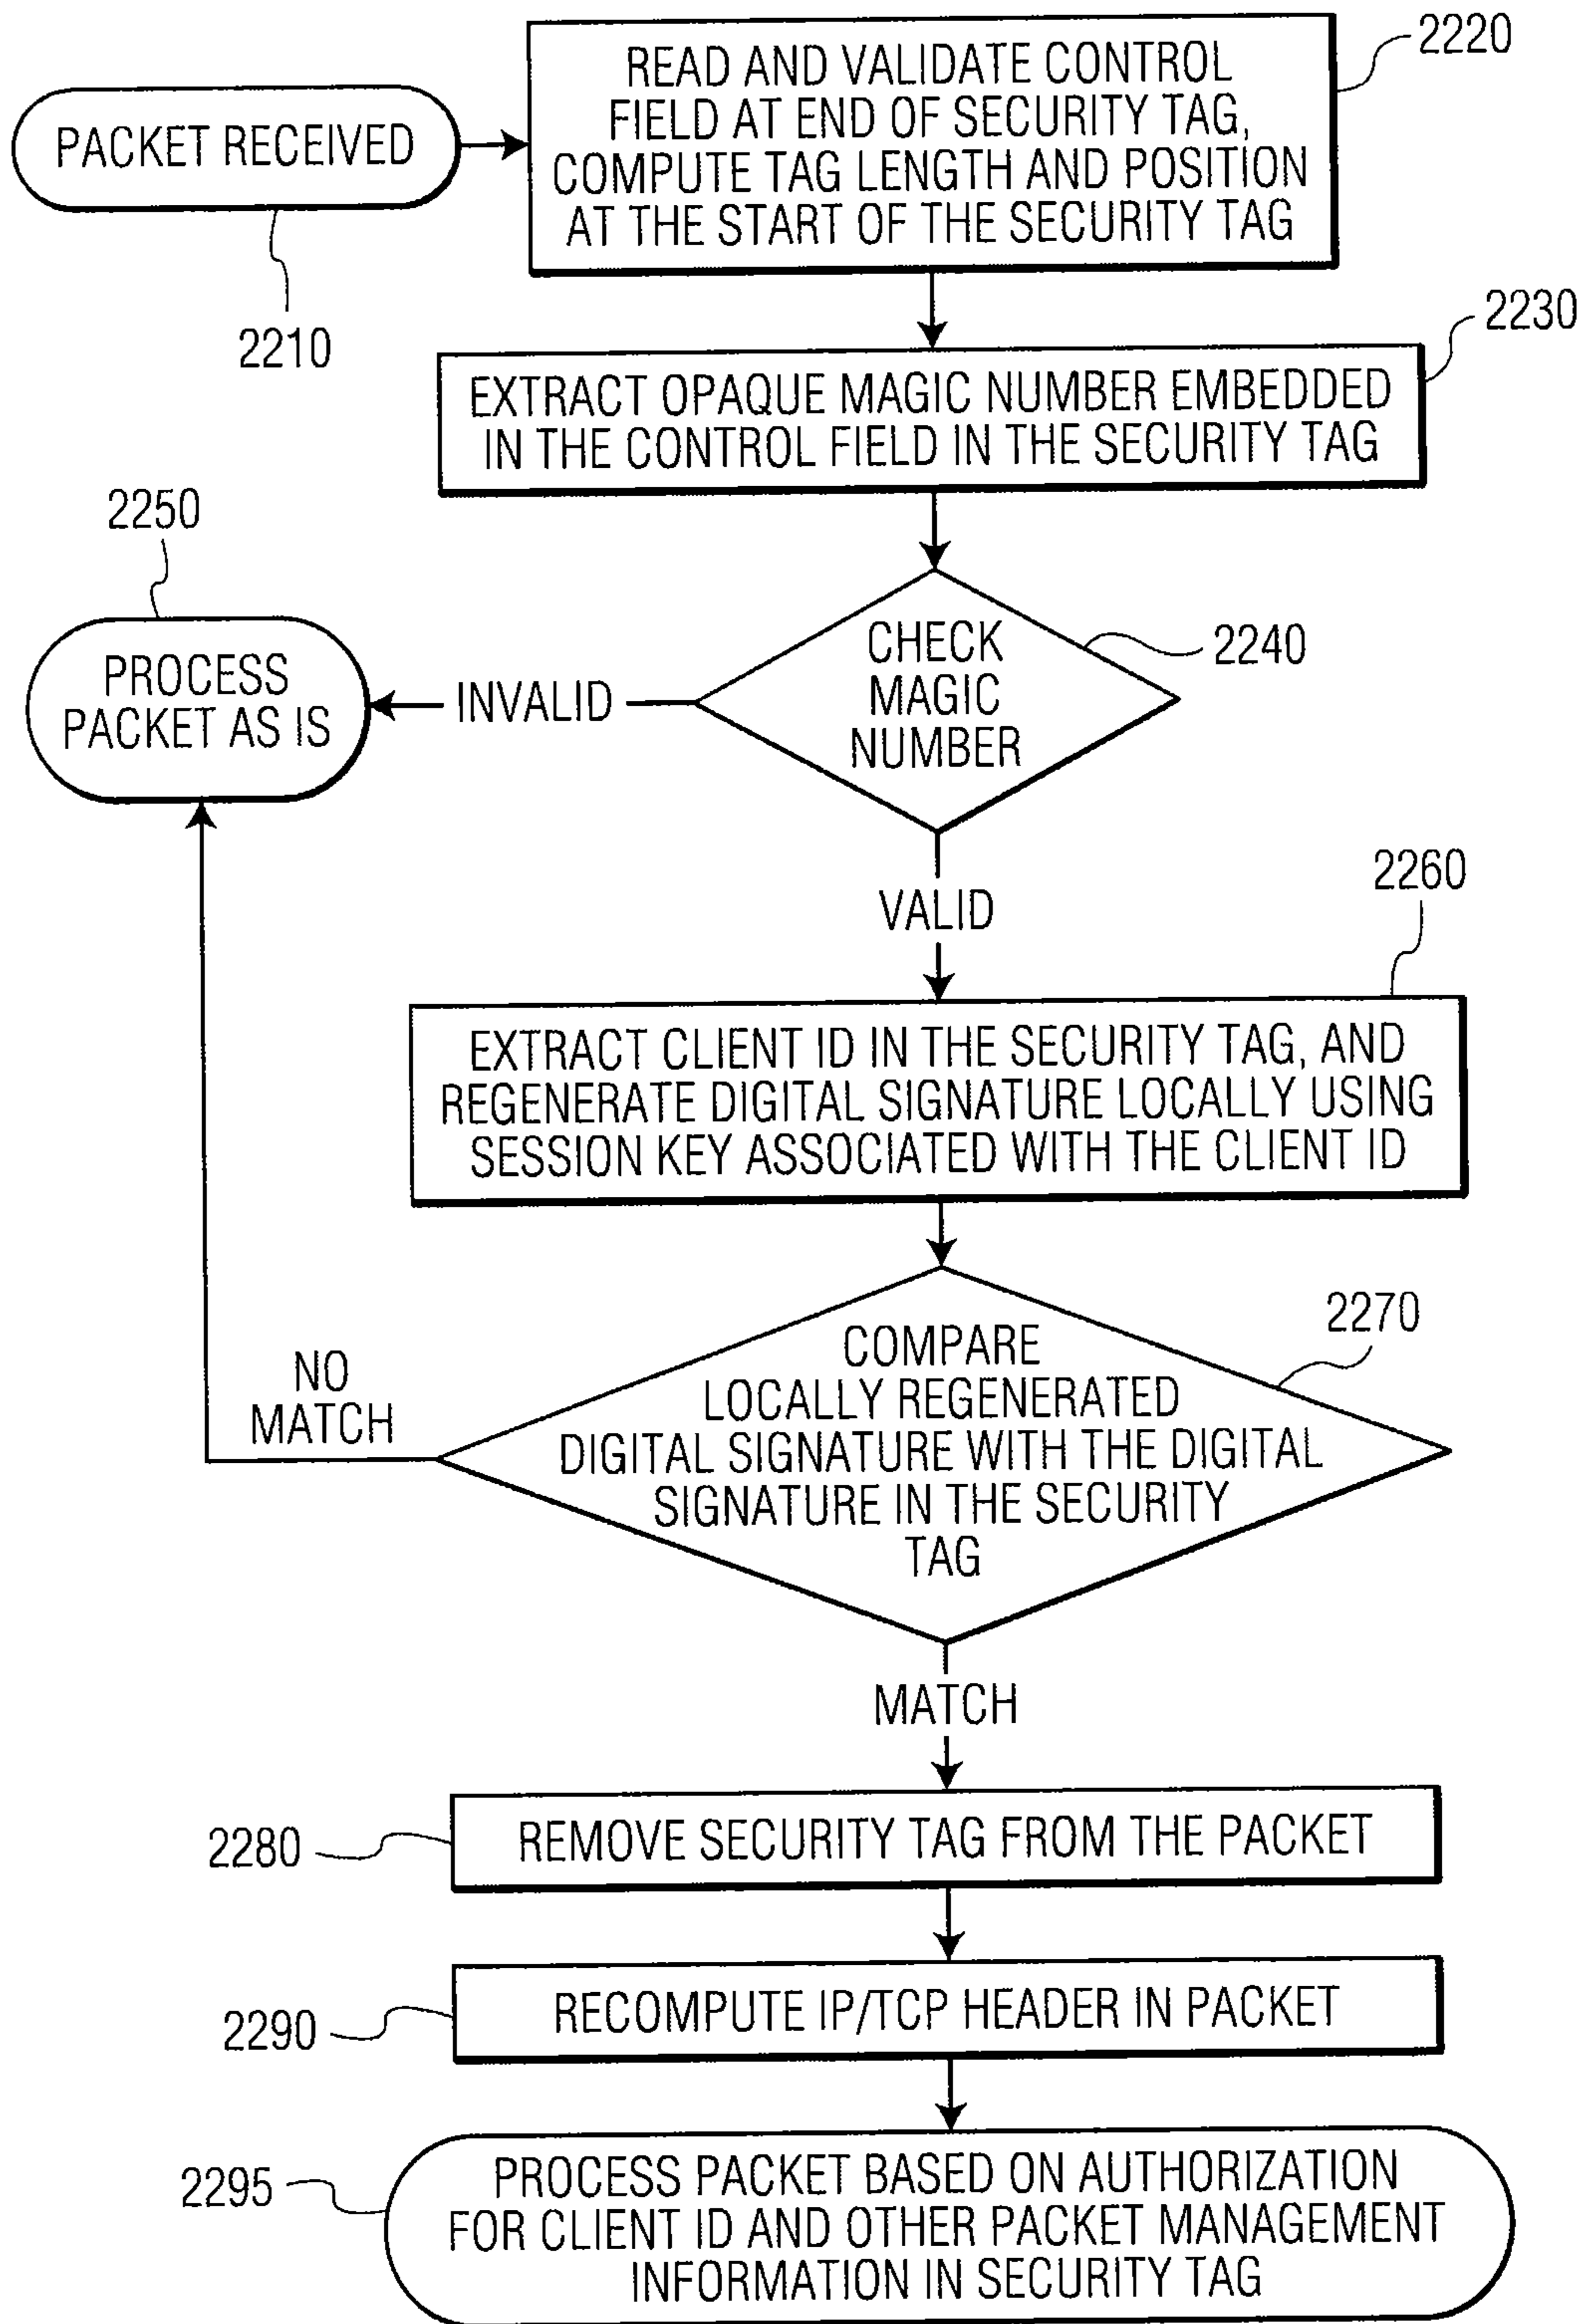 2220
READ AND VALIDATE CONTROL
FIELD AT END OF SECURITY TAG,
COMPUTE TAG LENGTH AND POSITION
AT THE START OF THE SECURITY TAG
PACKET RECEIVED
2210
2230
EXTRACT OPAQUE MAGIC NUMBER EMBEDDED
IN THE CONTROL FIELD IN THE SECURITY TAG
2250
2240
CHECK
MAGIC
NUMBER
INVALID
PROCESS
PACKET AS IS
VALID
2260
EXTRACT CLIENT ID IN THE SECURITY TAG, AND
REGENERATE DIGITAL SIGNATURE LOCALLY USING
SESSION KEY ASSOCIATED WITH THE CLIENT ID
2270
COMPARE
LOCALLY REGENERATED
DIGITAL SIGNATURE WITH THE DIGITAL
SIGNATURE IN THE SECURITY
TAG
NO
MATCH
MATCH
2280
REMOVE SECURITY TAG FROM THE PACKET
2290
RECOMPUTE IP/TCP HEADER IN PACKET
2295
PROCESS PACKET BASED ON AUTHORIZATION
FOR CLIENT ID AND OTHER PACKET MANAGEMENT
INFORMATION IN SECURITY TAG